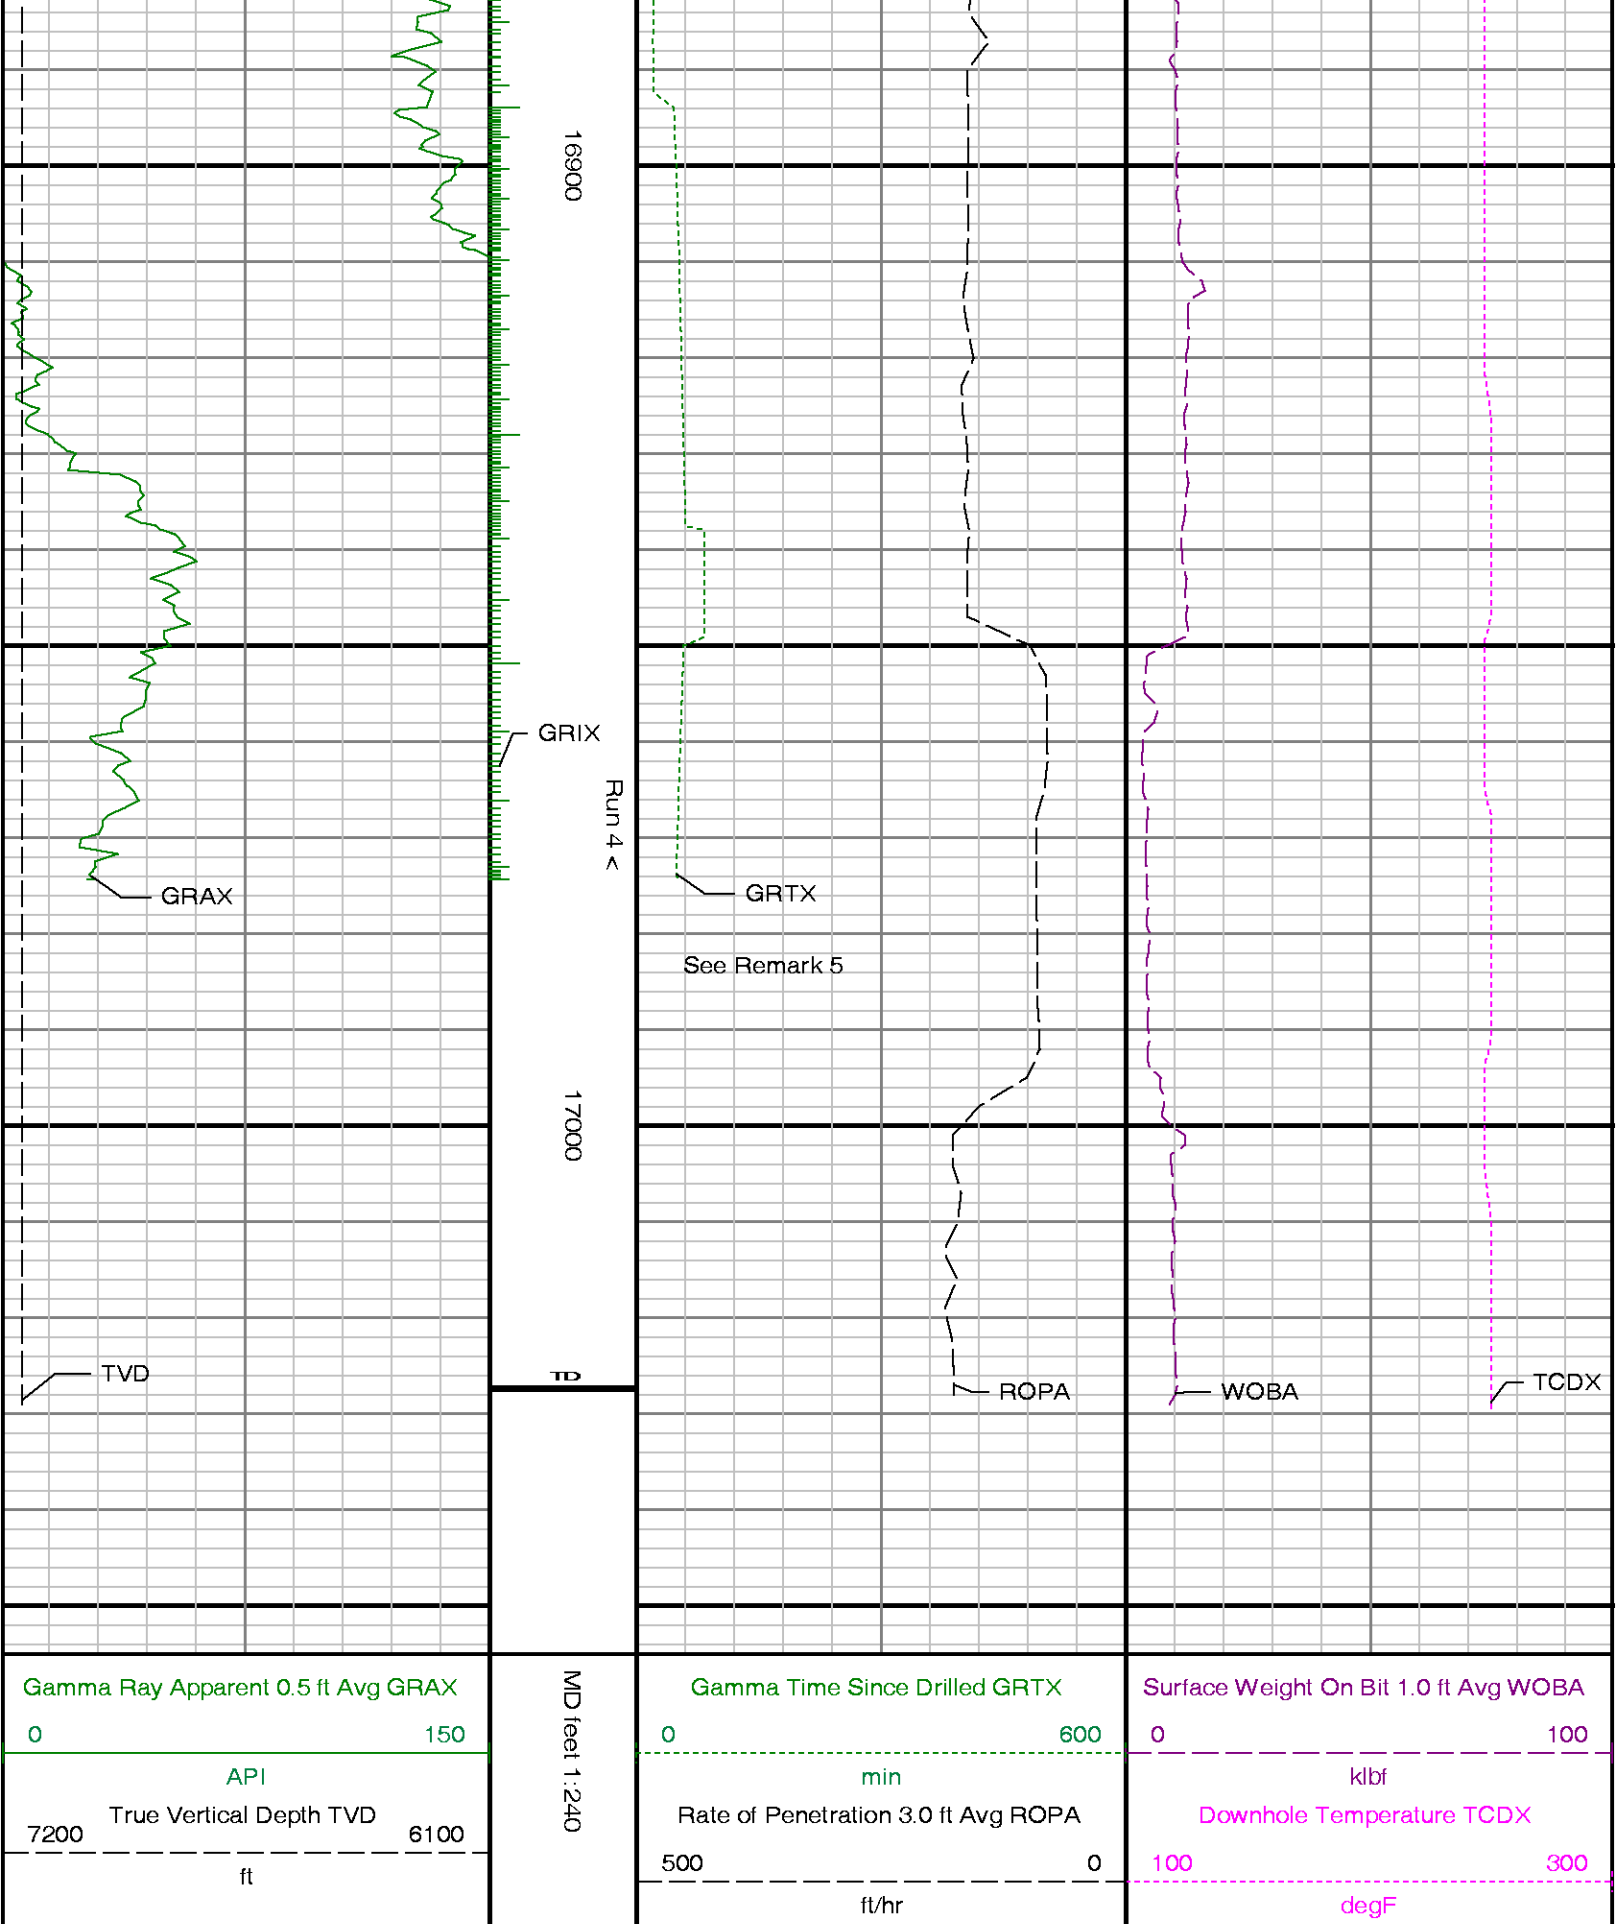 16900
GRIX
Run 4 <
GRAX
GRTX
See Remark 5
17000
TVD
TD
ROPA
WOBA
TCDX
Gamma Ray Apparent 0.5 ft Avg GRAX
0 150
API
True Vertical Depth TVD
7200 6100
ft
MD feet 1:240
Gamma Time Since Drilled GRTX
0 600
min
Rate of Penetration 3.0 ft Avg ROPA
500 0
ft/hr
Surface Weight On Bit 1.0 ft Avg WOBA
0 100
klbf
Downhole Temperature TCDX
100 300
degF